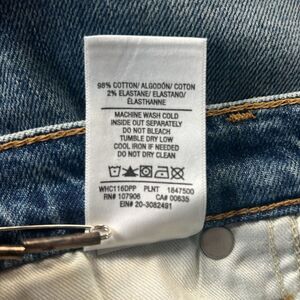 98% COTTON/ ALGODÓN/ COTON
2% ELASTANE/ ELASTANO/
ÉLASTHANNE
MACHINE WASH COLD
INSIDE OUT SEPARATELY
DO NOT BLEACH
TUMBLE DRY LOW
COOL IRON IF NEEDED
DO NOT DRY CLEAN
WHC116DPP PLNT 1847500
RN# 107906 CA# 00635
EIN# 20-3082491